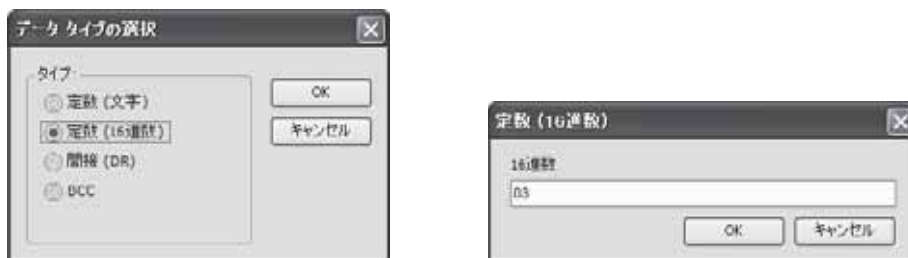 データ タイプの選択
タイプ
定数 (文字)
定数 (16進数)
間接 (DR)
BCC
OK
キャンセル
定数 (16進数)
16進数
03
OK
キャンセル